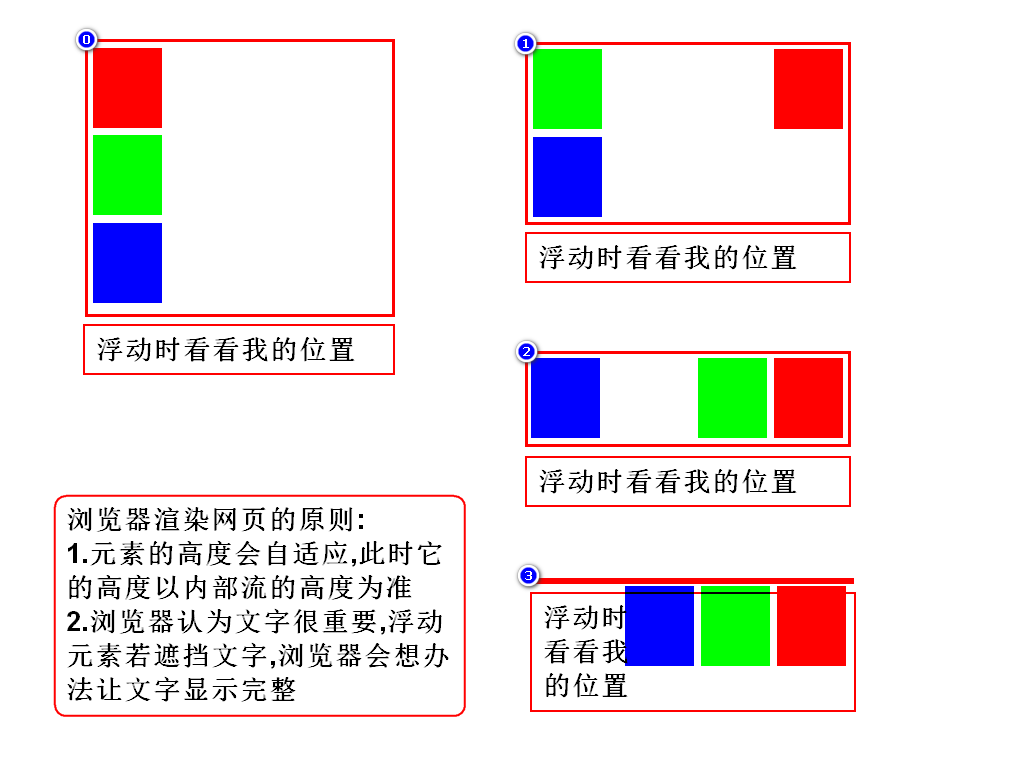 0
浮动时看看我的位置
1
浮动时看看我的位置
2
浮动时看看我的位置
3
浮动时
看看我
的位置
浏览器渲染网页的原则:
1.元素的高度会自适应,此时它
的高度以内部流的高度为准
2.浏览器认为文字很重要,浮动
元素若遮挡文字,浏览器会想办
法让文字显示完整